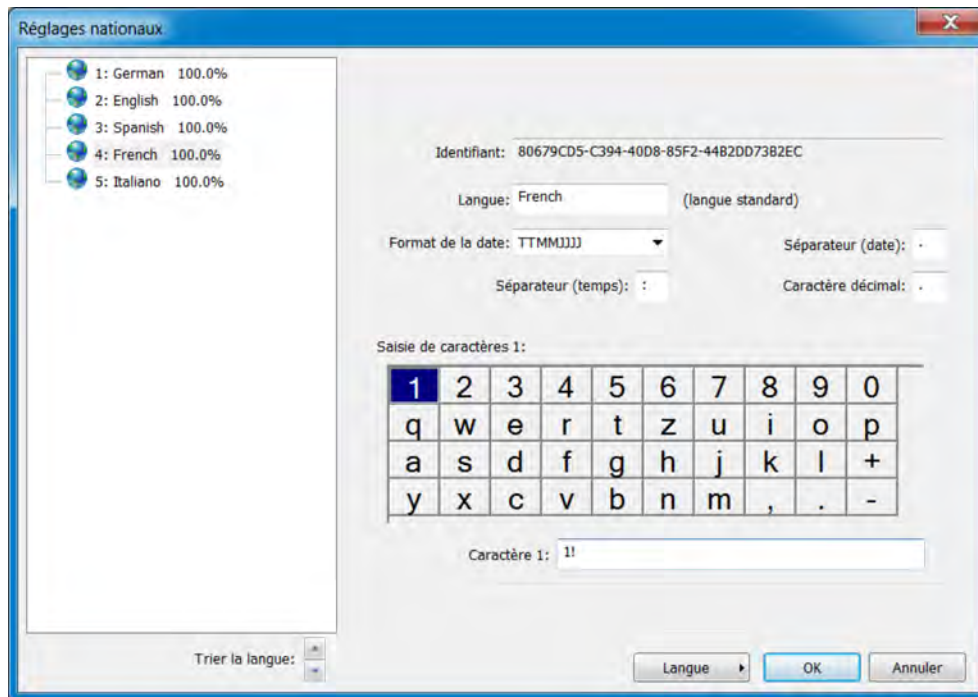 Réglages nationaux
1: German 100.0%
2: English 100.0%
3: Spanish 100.0%
4: French 100.0%
5: Italiano 100.0%
Identifiant: 80679CD5-C394-40D8-85F2-44B2DD73B2EC
Langue: French (langue standard)
Format de la date: TTMMJJJJ Séparateur (date): .
Séparateur (temps): : Caractère décimal: .
Saisie de caractères 1:
1 2 3 4 5 6 7 8 9 0
q w e r t z u i o p
a s d f g h j k l +
y x c v b n m , . -
Caractère 1: 1!
Trier la langue:
Langue OK Annuler